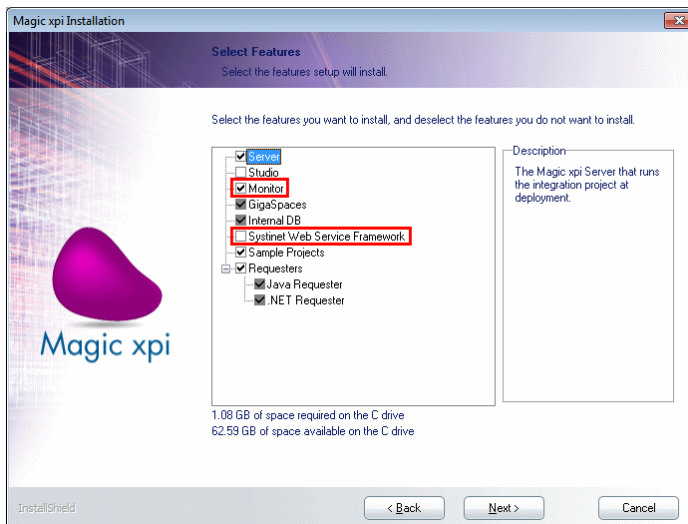 Magic xpi Installation
Select Features
Select the features setup will install.
Select the features you want to install, and deselect the features you do not want to install.
Server
Studio
Monitor
GigaSpaces
Internal DB
Systinet Web Service Framework
Sample Projects
Requesters
Java Requester
.NET Requester
Description
The Magic xpi Server that runs
the integration project at
deployment.
Magic xpi
1.08 GB of space required on the C drive
62.59 GB of space available on the C drive
InstallShield
< Back
Next >
Cancel